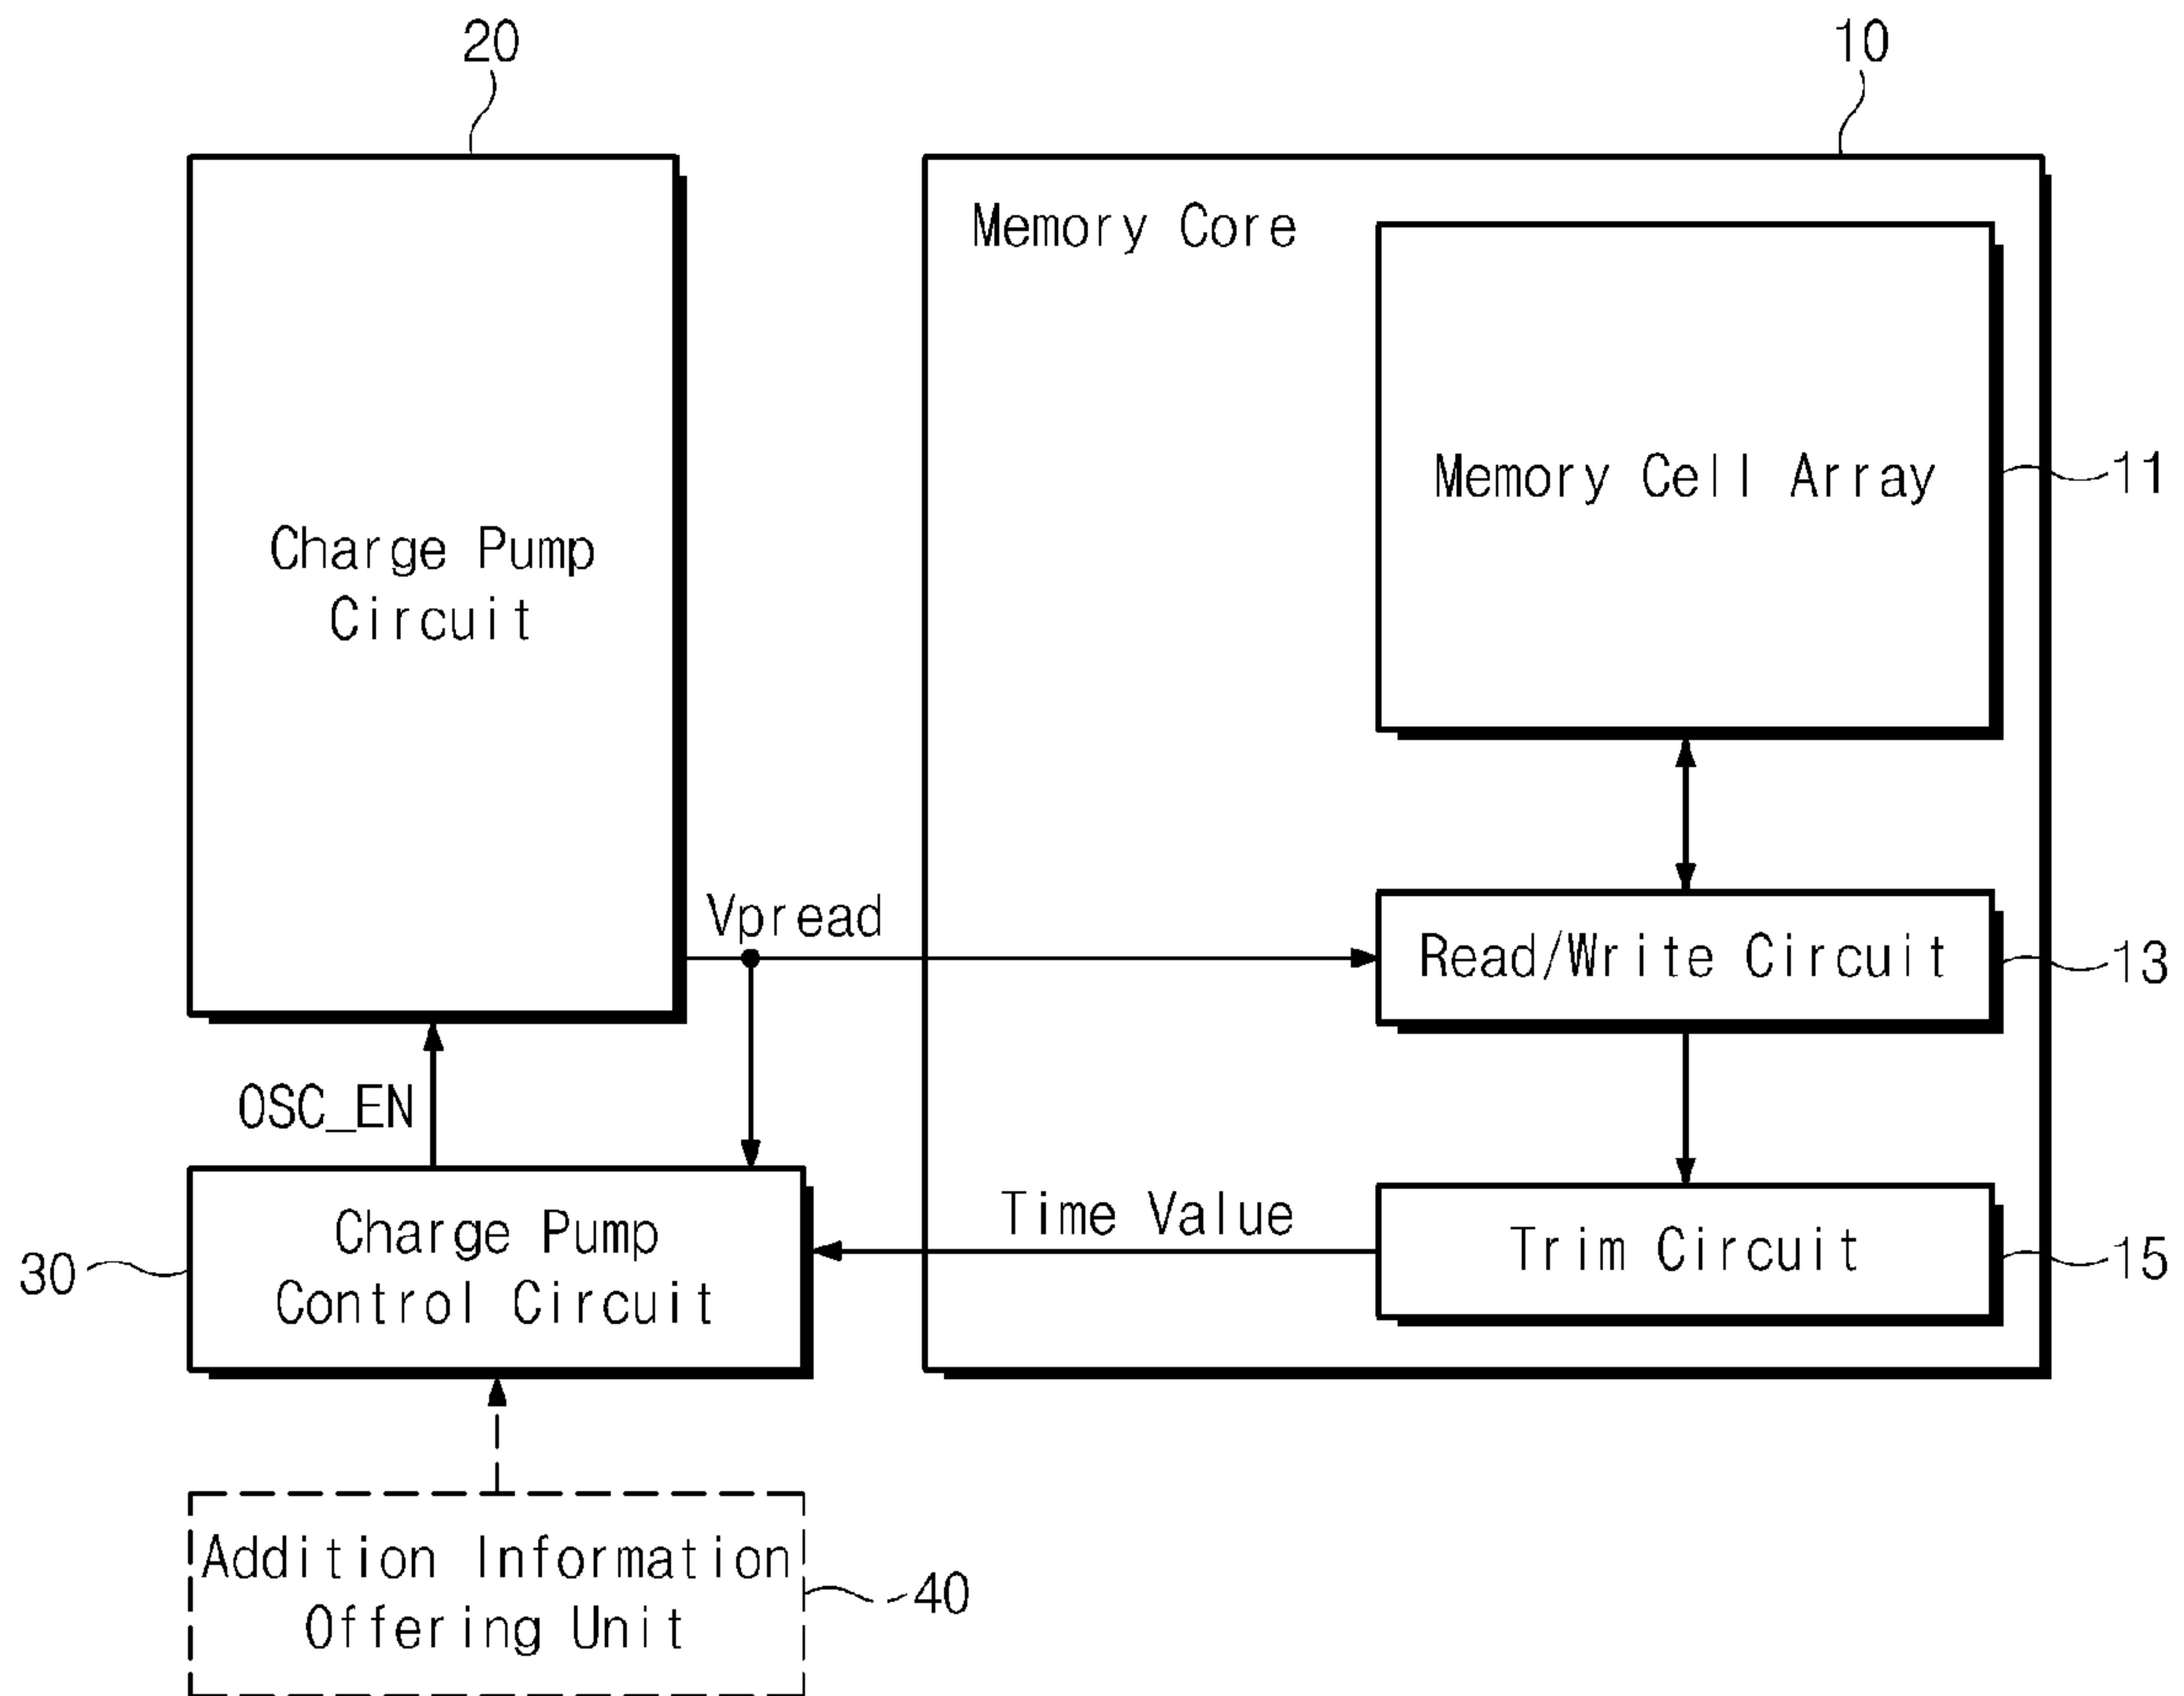 20
10
Memory Core
Memory Cell Array
11
Charge Pump
Circuit
Vpread
Read/Write Circuit
13
OSC_EN
Charge Pump
Control Circuit
30
Time Value
Trim Circuit
15
Addition Information
Offering Unit
40